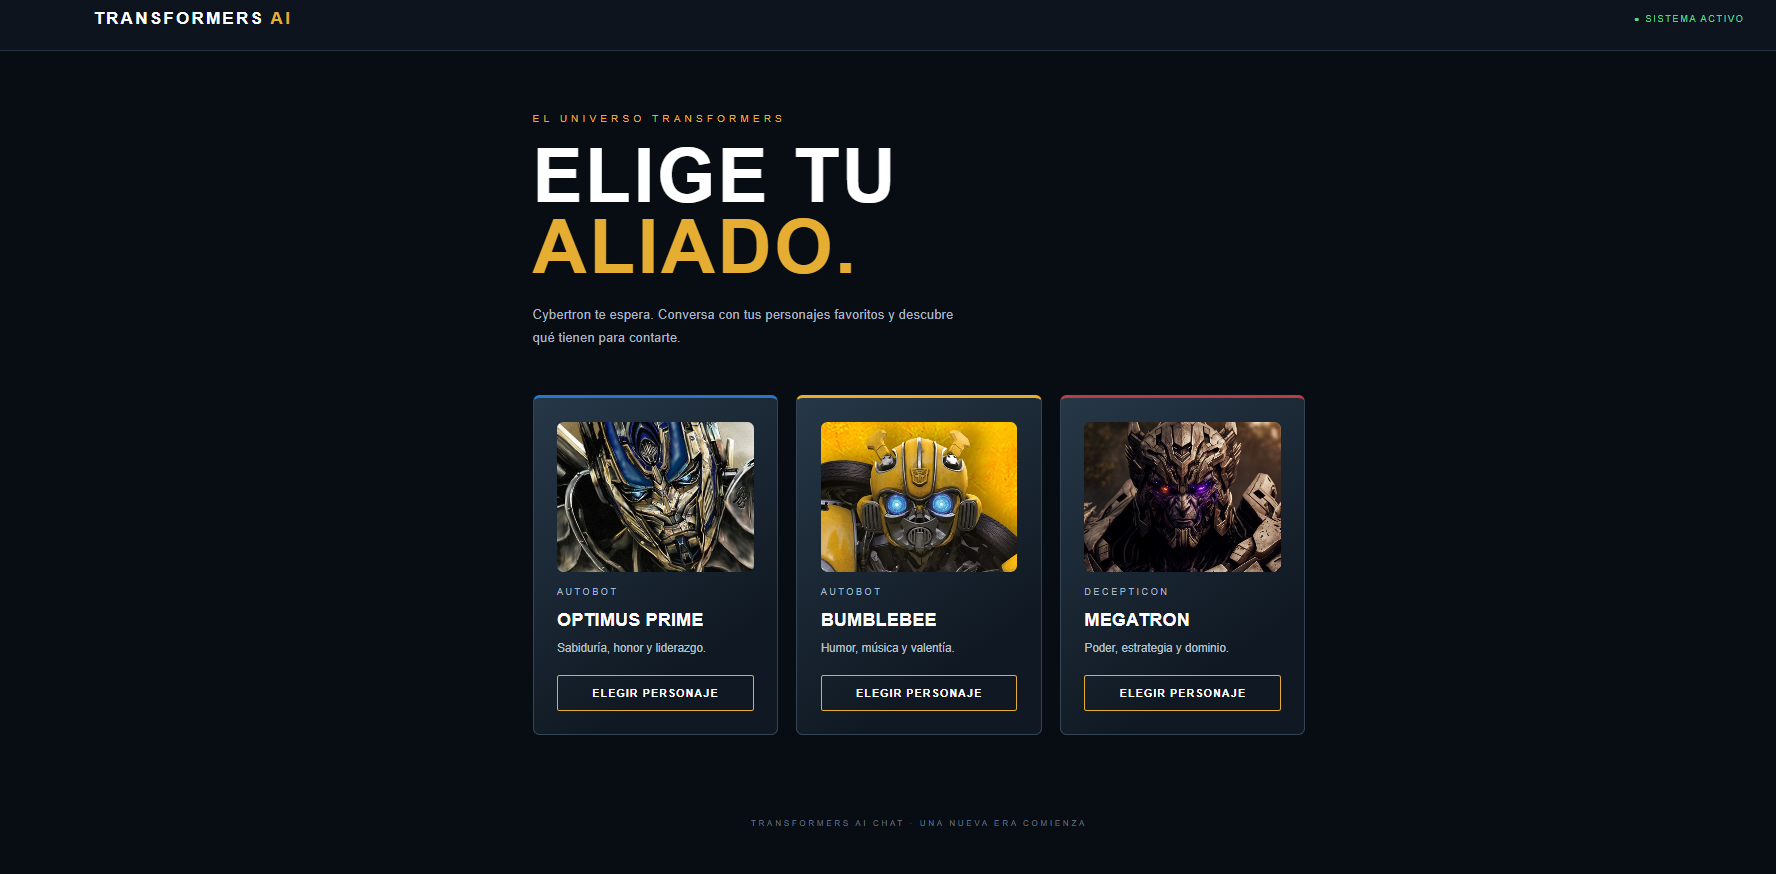 TRANSFORMERS AI
SISTEMA ACTIVO
EL UNIVERSO TRANSFORMERS
ELIGE TU
ALIADO.
Cybertron te espera. Conversa con tus personajes favoritos y descubre
qué tienen para contarte.
AUTOBOT
OPTIMUS PRIME
Sabiduría, honor y liderazgo.
ELEGIR PERSONAJE
AUTOBOT
BUMBLEBEE
Humor, música y valentía.
ELEGIR PERSONAJE
DECEPTICON
MEGATRON
Poder, estrategia y dominio.
ELEGIR PERSONAJE
TRANSFORMERS AI CHAT · UNA NUEVA ERA COMIENZA